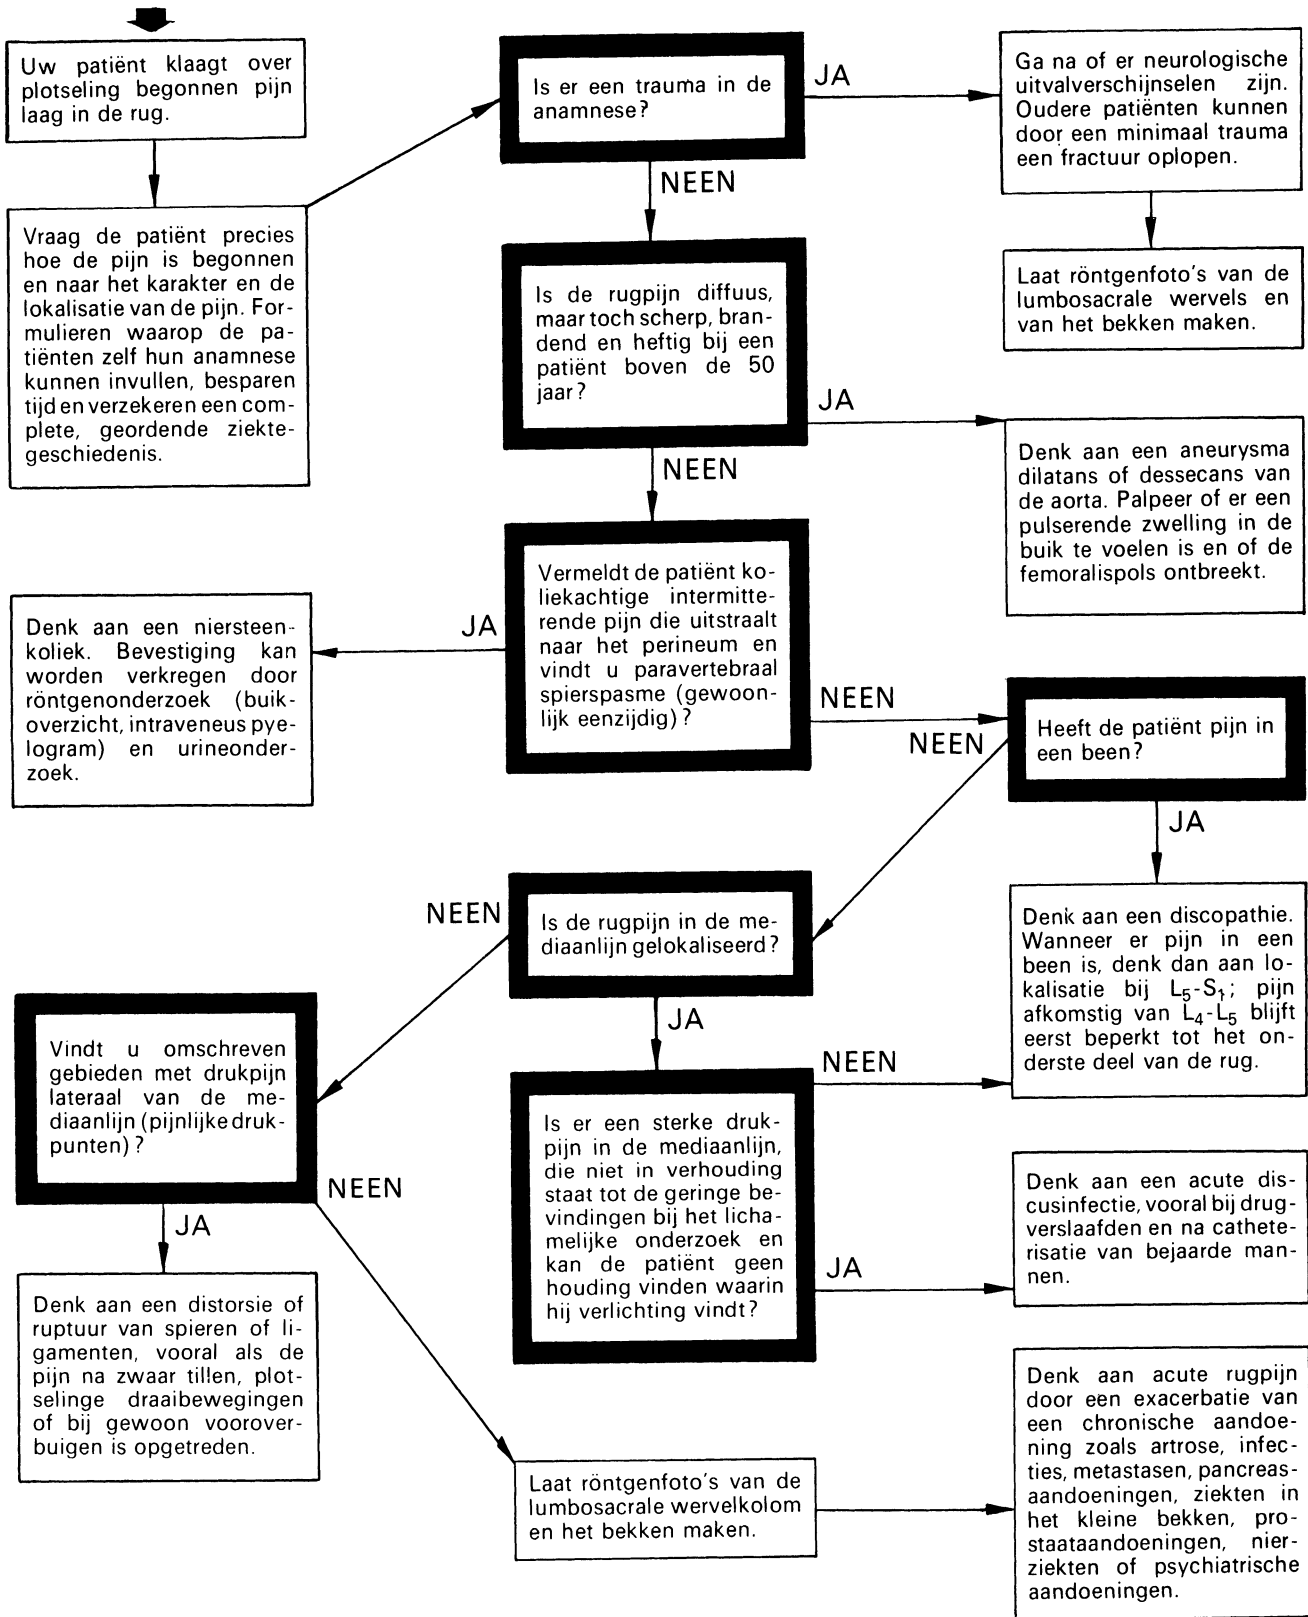 Uw patiënt klaagt over
plotseling begonnen pijn
laag in de rug.
Vraag de patiënt precies
hoe de pijn is begonnen
en naar het karakter en de
lokalisatie van de pijn. For-
mulieren waarop de pa-
tiënten zelf hun anamnese
kunnen invullen, besparen
tijd en verzekeren een com-
plete, geordende ziekte-
geschiedenis.
Is er een trauma in de
anamnese?
JA
Ga na of er neurologische
uitvalverschijnselen zijn.
Oudere patiënten kunnen
door een minimaal trauma
een fractuur oplopen.
Laat röntgenfoto's van de
lumbosacrale wervels en
van het bekken maken.
NEEN
Is de rugpijn diffuus,
maar toch scherp, bran-
dend en heftig bij een
patiënt boven de 50
jaar?
JA
Denk aan een aneurysma
dilatans of dessecans van
de aorta. Palpeer of er een
pulserende zwelling in de
buik te voelen is en of de
femoralispols ontbreekt.
NEEN
Vermeldt de patiënt ko-
liekachtige intermitte-
rende pijn die uitstraalt
naar het perineum en
vindt u paravertebraal
spierspasme (gewoon-
lijk eenzijdig)?
JA
Denk aan een niersteen-
koliek. Bevestiging kan
worden verkregen door
röntgenonderzoek (buik-
overzicht, intraveneus pye-
logram) en urineonder-
zoek.
NEEN
Heeft de patiënt pijn in
een been?
JA
Denk aan een discopathie.
Wanneer er pijn in een
been is, denk dan aan lo-
kalisatie bij L5-S1; pijn
afkomstig van L4-L5 blijft
eerst beperkt tot het on-
derste deel van de rug.
NEEN
Is de rugpijn in de me-
diaanlijn gelokaliseerd?
JA
Is er een sterke druk-
pijn in de mediaanlijn,
die niet in verhouding
staat tot de geringe be-
vindingen bij het licha-
melijke onderzoek en
kan de patiënt geen
houding vinden waarin
hij verlichting vindt?
NEEN
JA
Denk aan een acute dis-
cusinfectie, vooral bij drug-
verslaafden en na cathete-
risatie van bejaarde man-
nen.
NEEN
Vindt u omschreven
gebieden met drukpijn
lateraal van de me-
diaanlijn (pijnlijke druk-
punten)?
JA
Denk aan een distorsie of
ruptuur van spieren of li-
gamenten, vooral als de
pijn na zwaar tillen, plot-
selinge draaibewegingen
of bij gewoon voorover-
buigen is opgetreden.
NEEN
Laat röntgenfoto's van de
lumbosacrale wervelkolom
en het bekken maken.
Denk aan acute rugpijn
door een exacerbatie van
een chronische aandoe-
ning zoals artrose, infec-
ties, metastasen, pancreas-
aandoeningen, ziekten in
het kleine bekken, pro-
staataandoeningen, nier-
ziekten of psychiatrische
aandoeningen.